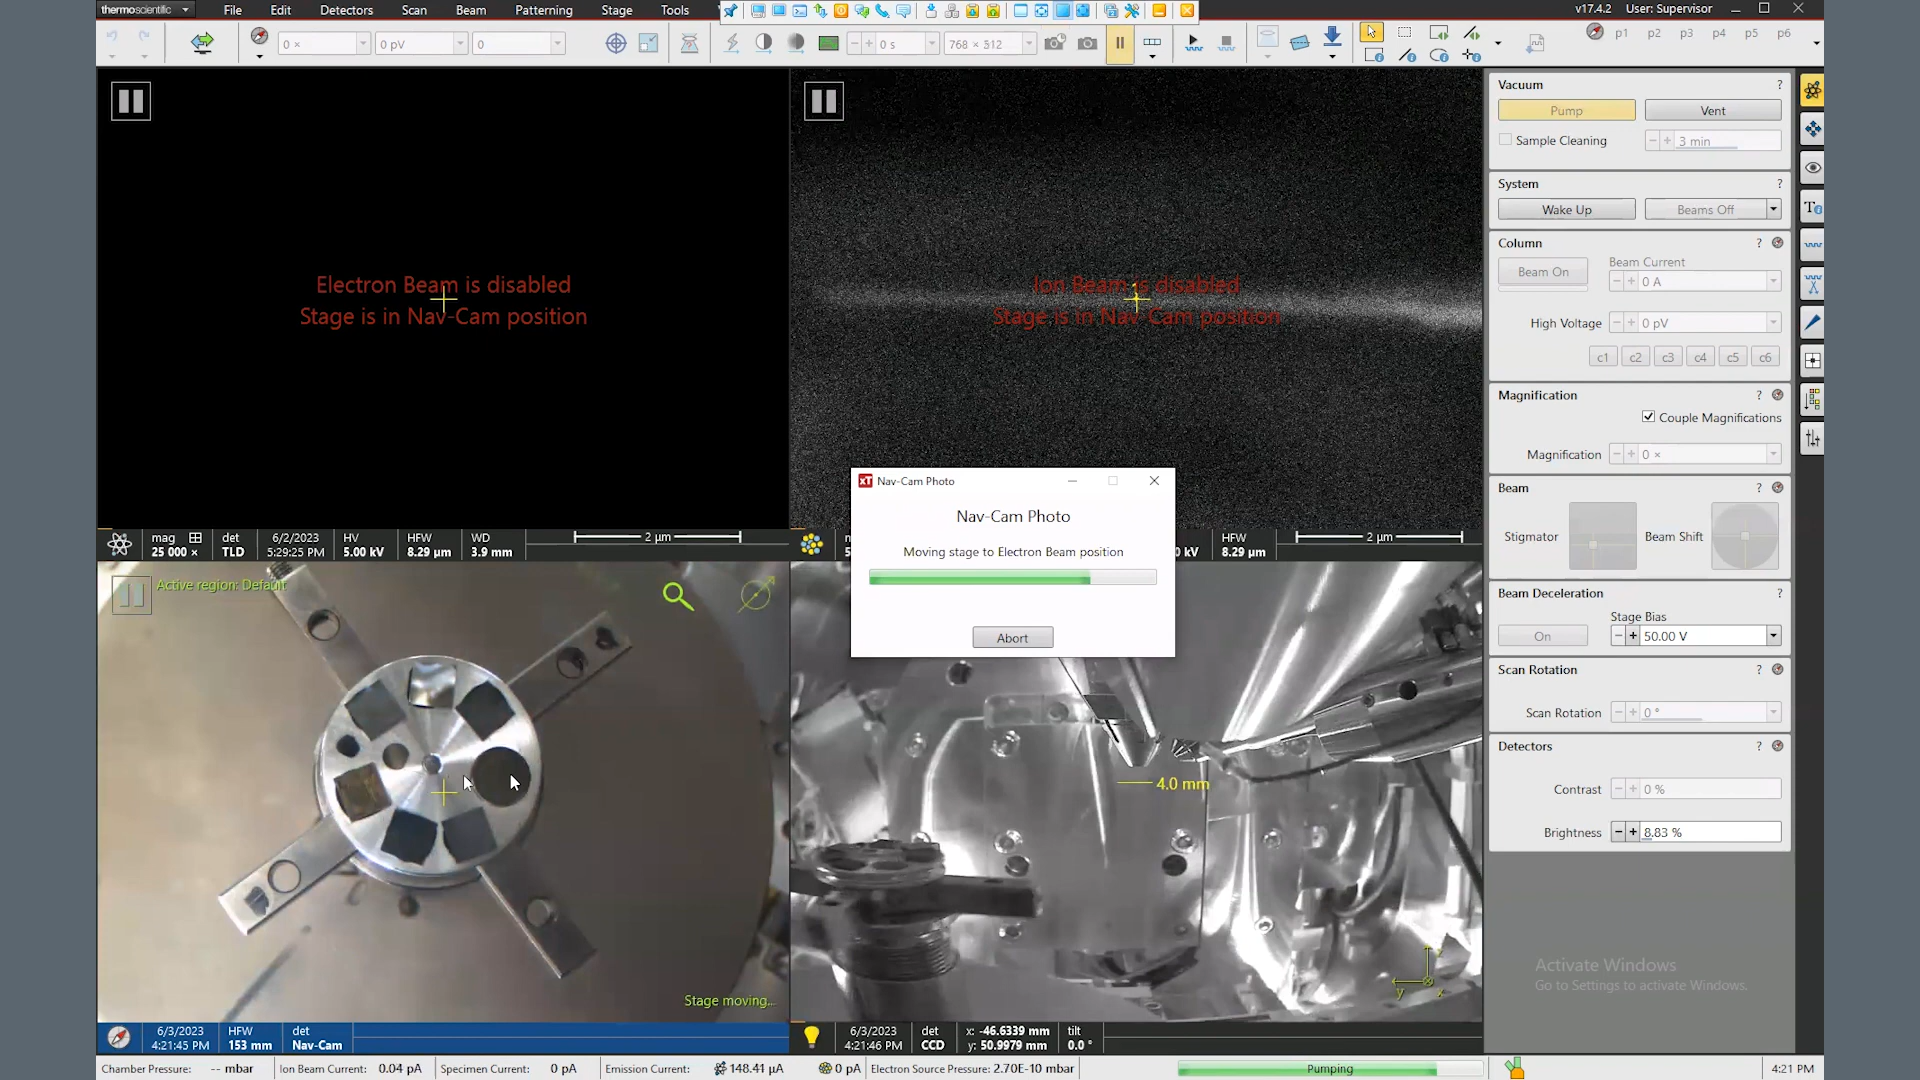 thermoscientific File Edit Detectors Scan Beam Patterning Stage Tools v17.4.2 User: Supervisor
0 × 0 pV 0 0 s 768 × 512 p1 p2 p3 p4 p5 p6
Electron Beam is disabled
Stage is in Nav-Cam position
Ion Beam is disabled
Stage is in Nav-Cam position
mag det 6/2/2023 HV HFW WD
25 000 × TLD 5:29:25 PM 5.00 kV 8.29 µm 3.9 mm 2 µm
HFW
kV 8.29 µm 2 µm
Nav-Cam Photo
Nav-Cam Photo
Moving stage to Electron Beam position
Abort
Active region: Default
Stage moving...
6/3/2023 HFW det
4:21:45 PM 153 mm Nav-Cam
4.0 mm
z
y x
6/3/2023 det x: -46.6339 mm tilt
4:21:46 PM CCD y: 50.9979 mm 0.0 °
Vacuum ?
Pump Vent
Sample Cleaning 3 min
System ?
Wake Up Beams Off
Column ?
Beam On Beam Current
0 A
High Voltage 0 pV
c1 c2 c3 c4 c5 c6
Magnification ?
Couple Magnifications
Magnification 0 ×
Beam ?
Stigmator Beam Shift
Beam Deceleration ?
Stage Bias
On 50.00 V
Scan Rotation ?
Scan Rotation 0 °
Detectors ?
Contrast 0 %
Brightness 8.83 %
Activate Windows
Go to Settings to activate Windows.
Chamber Pressure: -- mbar Ion Beam Current: 0.04 pA Specimen Current: 0 pA Emission Current: 148.41 µA 0 pA Electron Source Pressure: 2.70E-10 mbar Pumping 4:21 PM